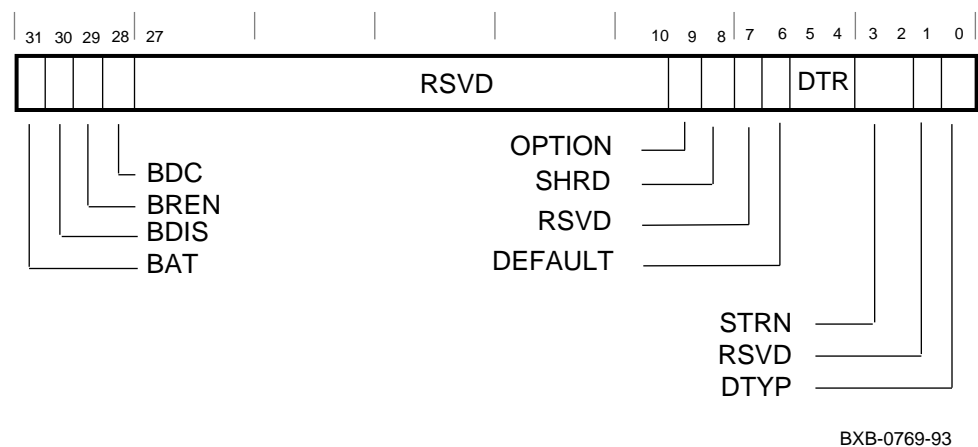 31 30 29 28 27 10 9 8 7 6 5 4 3 2 1 0
RSVD DTR
OPTION
BDC
SHRD
BREN
RSVD
BDIS
BAT
DEFAULT
STRN
RSVD
DTYP
BXB-0769-93